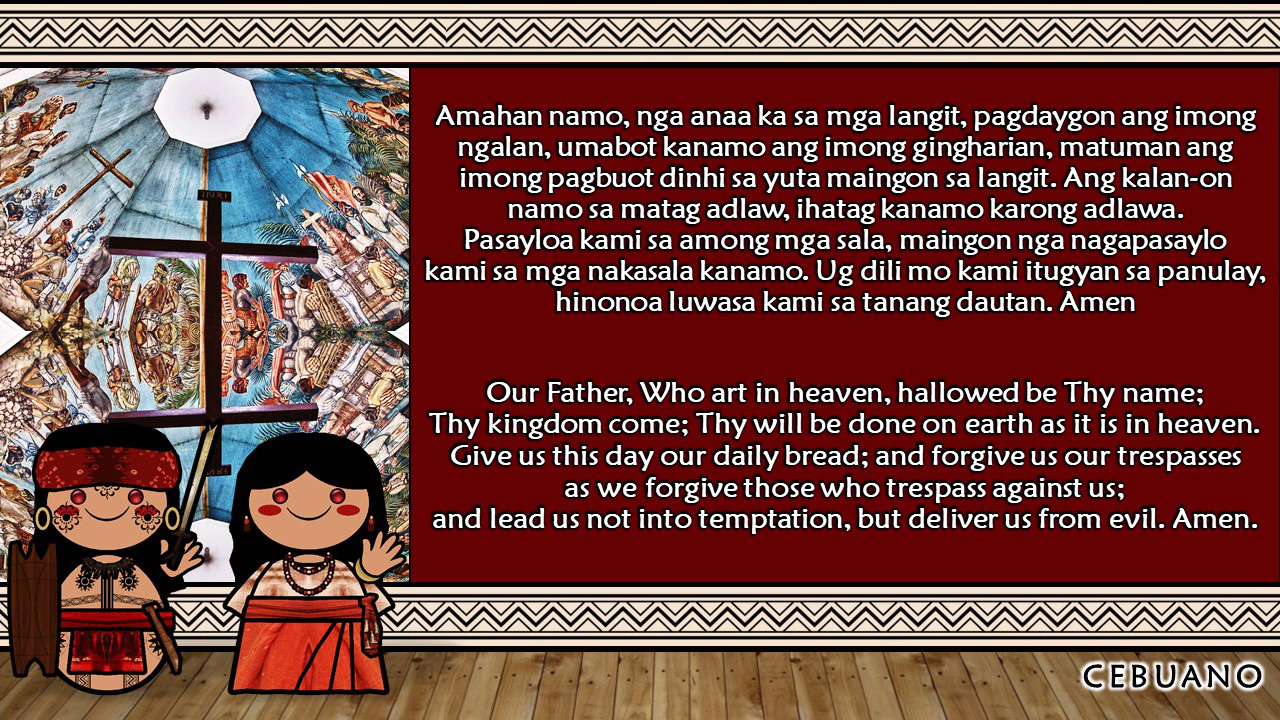 INRI
Amahan namo, nga anaa ka sa mga langit, pagdaygon ang imong
ngalan, umabot kanamo ang imong gingharian, matuman ang
imong pagbuot dinhi sa yuta maingon sa langit. Ang kalan-on
namo sa matag adlaw, ihatag kanamo karong adlawa.
Pasayloa kami sa among mga sala, maingon nga nagapasaylo
kami sa mga nakasala kanamo. Ug dili mo kami itugyan sa panulay,
hinonoa luwasa kami sa tanang dautan. Amen
Our Father, Who art in heaven, hallowed be Thy name;
Thy kingdom come; Thy will be done on earth as it is in heaven.
Give us this day our daily bread; and forgive us our trespasses
as we forgive those who trespass against us;
and lead us not into temptation, but deliver us from evil. Amen.
CEBUANO